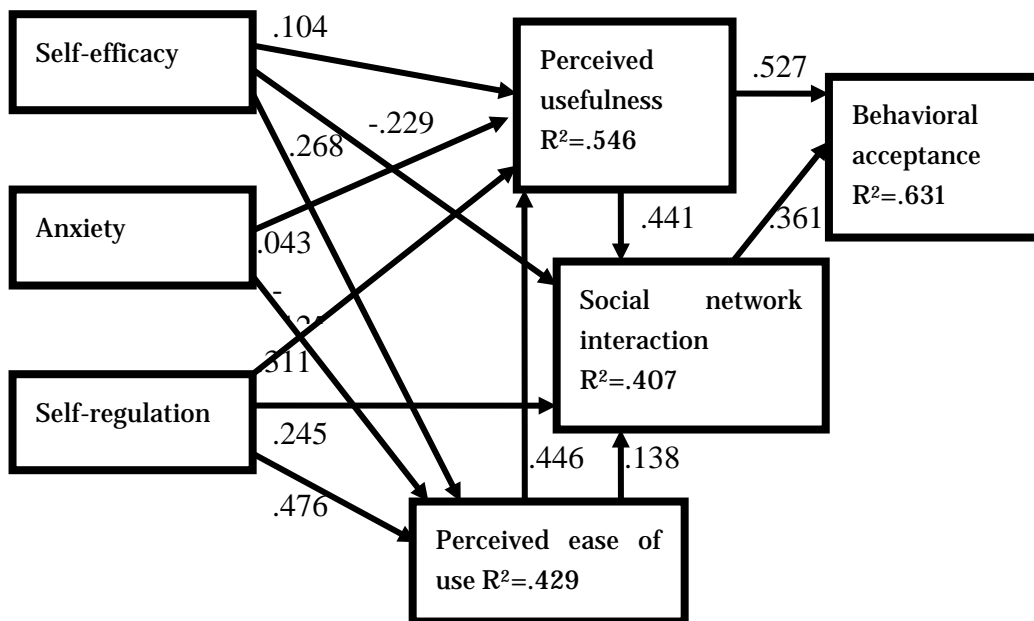 Self-efficacy
.104
Perceived
usefulness
R²=.546
.527
Behavioral
acceptance
R²=.631
-.229
.268
Anxiety
.043
-
.441
.361
Social network
interaction
R²=.407
.311
Self-regulation
.245
.476
.446
.138
Perceived ease of
use R²=.429